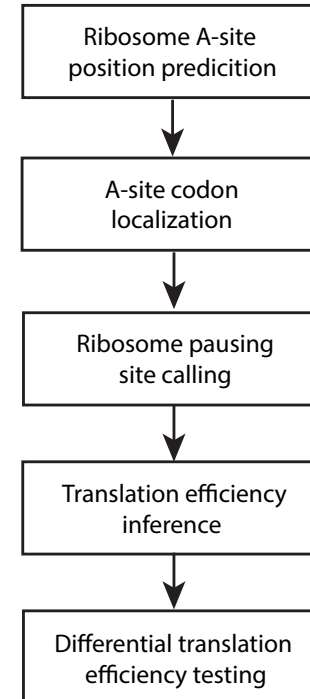 Ribosome A-site
position predicition
A-site codon
localization
Ribosome pausing
site calling
Translation efficiency
inference
Differential translation
efficiency testing